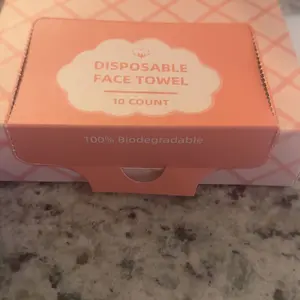 DISPOSABLE
FACE TOWEL
10 COUNT
100% Biodegradable